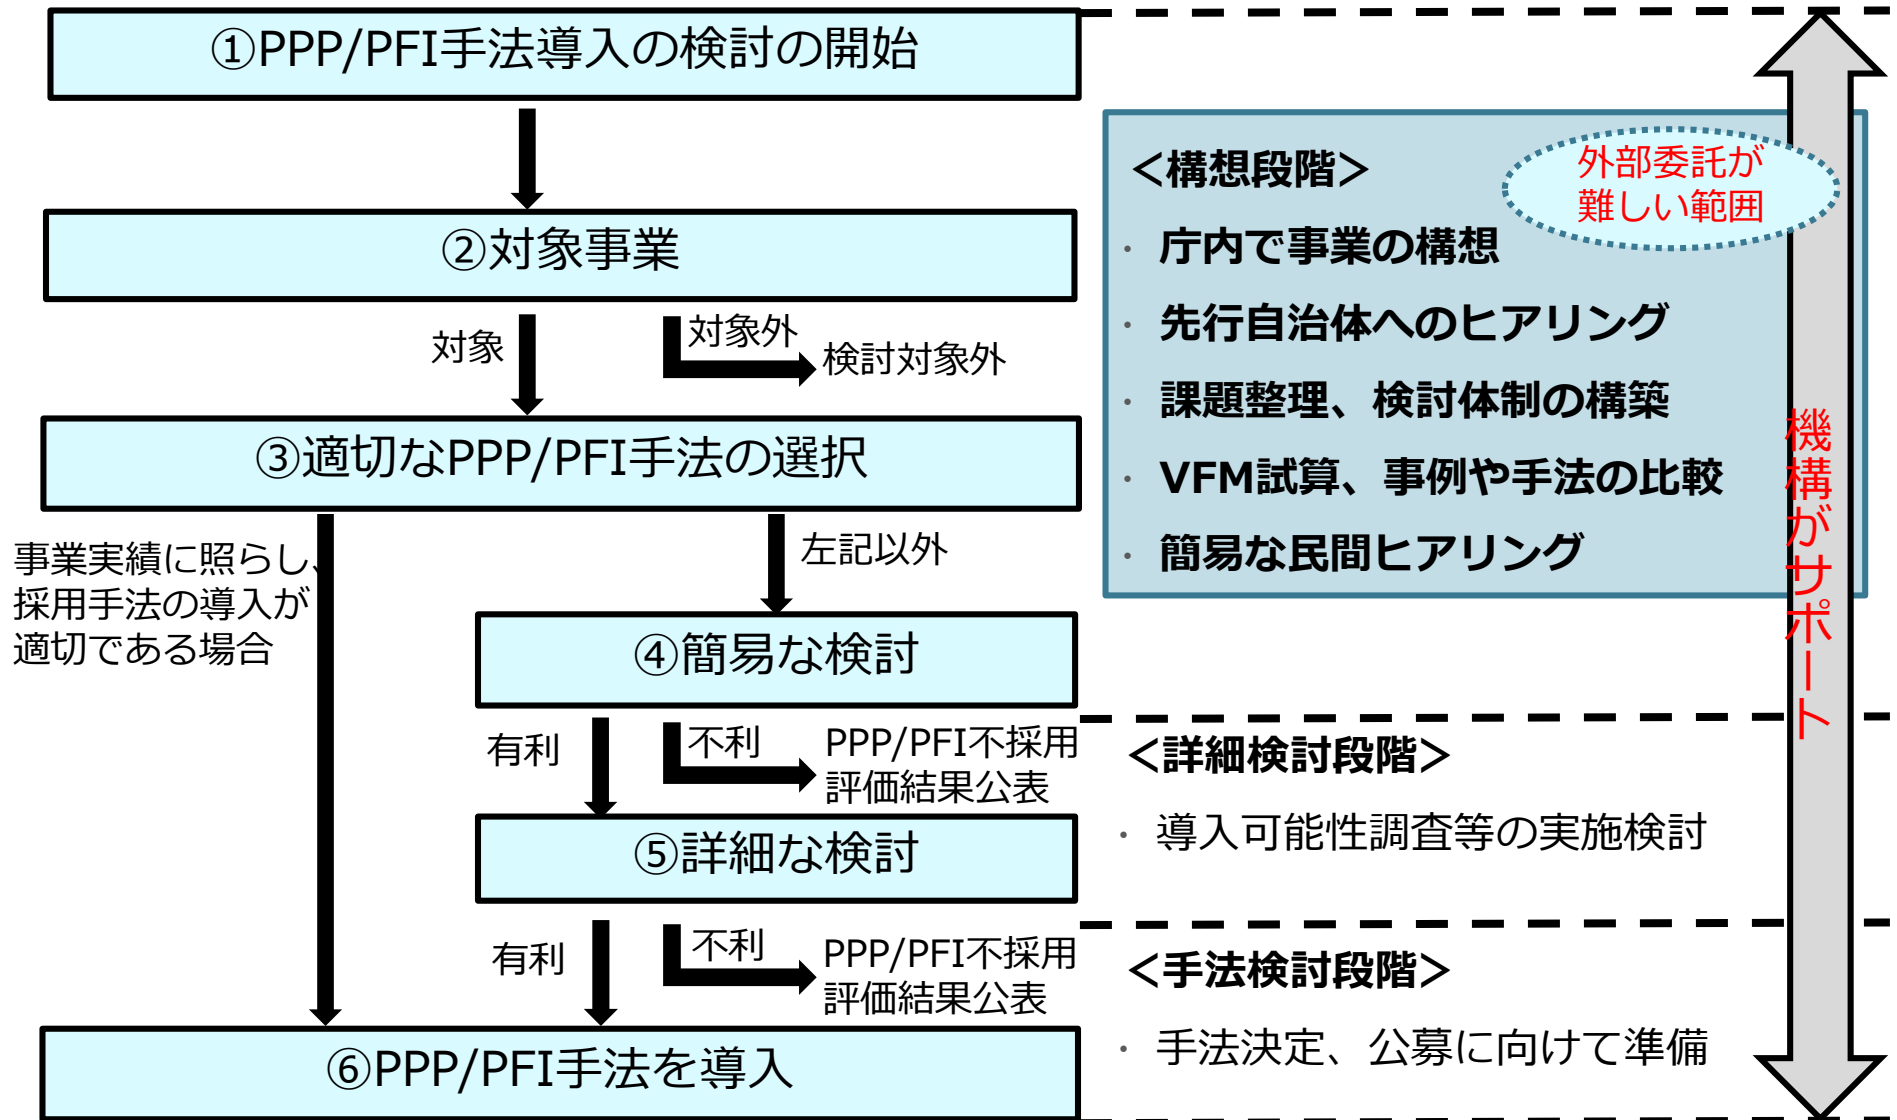 ①PPP/PFI手法導入の検討の開始
②対象事業
対象
対象外
検討対象外
③適切なPPP/PFI手法の選択
事業実績に照らし、
採用手法の導入が
適切である場合
左記以外
④簡易な検討
有利
不利
PPP/PFI不採用
評価結果公表
⑤詳細な検討
有利
不利
PPP/PFI不採用
評価結果公表
⑥PPP/PFI手法を導入
＜構想段階＞
外部委託が
難しい範囲
・庁内で事業の構想
・先行自治体へのヒアリング
・課題整理、検討体制の構築
・VFM試算、事例や手法の比較
・簡易な民間ヒアリング
＜詳細検討段階＞
・導入可能性調査等の実施検討
＜手法検討段階＞
・手法決定、公募に向けて準備
機構がサポート